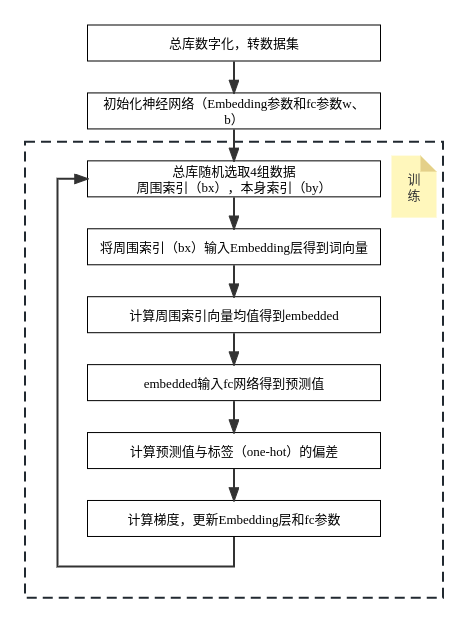 总库数字化，转数据集
初始化神经网络（Embedding参数和fc参数w、
b）
总库随机选取4组数据
周围索引（bx），本身索引（by）
训
练
将周围索引（bx）输入Embedding层得到词向量
计算周围索引向量均值得到embedded
embedded输入fc网络得到预测值
计算预测值与标签（one-hot）的偏差
计算梯度，更新Embedding层和fc参数